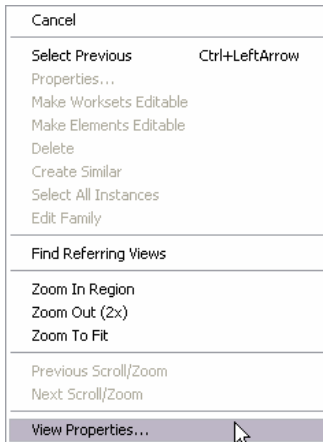 Cancel
Select Previous Ctrl+LeftArrow
Properties...
Make Worksets Editable
Make Elements Editable
Delete
Create Similar
Select All Instances
Edit Family
Find Referring Views
Zoom In Region
Zoom Out (2x)
Zoom To Fit
Previous Scroll/Zoom
Next Scroll/Zoom
View Properties...